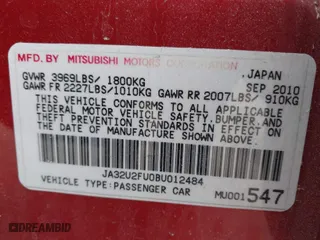 MFD. BY MITSUBISHI MOTORS CORPORATION
, JAPAN
GVWR 3969LBS/ 1800KG SEP 2010
GAWR FR 2227LBS/1010KG GAWR RR 2007LBS/ 910KG
THIS VEHICLE CONFORMS TO ALL APPLICABLE
FEDERAL MOTOR VEHICLE SAFETY, BUMPER, AND
THEFT PREVENTION STANDARDS IN EFFECT ON
THE DATE OF MANUFACTURE SHOWN ABOVE.
JA32U2FU0BU012484
VEHICLE TYPE:PASSENGER CAR
MU001547
DREAMBID